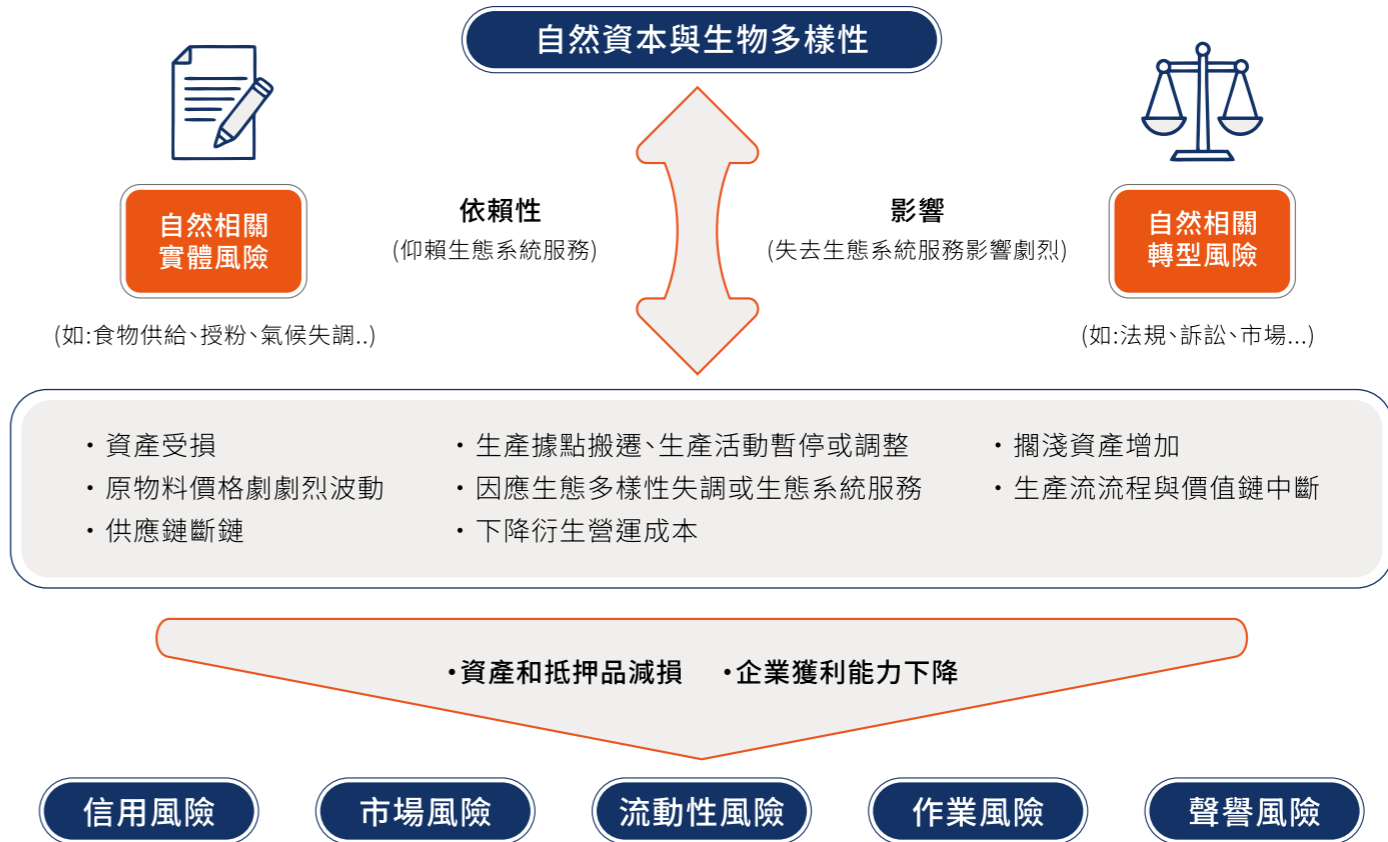 自然資本與生物多樣性
自然相關
實體風險
(如:食物供給、授粉、氣候失調..)
依賴性
(仰賴生態系統服務)
影響
(失去生態系統服務影響劇烈)
自然相關
轉型風險
(如:法規、訴訟、市場...)
・資產受損
・原物料價格劇劇烈波動
・供應鏈斷鏈
・生產據點搬遷、生產活動暫停或調整
・因應生態多樣性失調或生態系統服務
・下降衍生營運成本
・擱淺資產增加
・生產流流程與價值鏈中斷
•資產和抵押品減損 •企業獲利能力下降
信用風險
市場風險
流動性風險
作業風險
聲譽風險